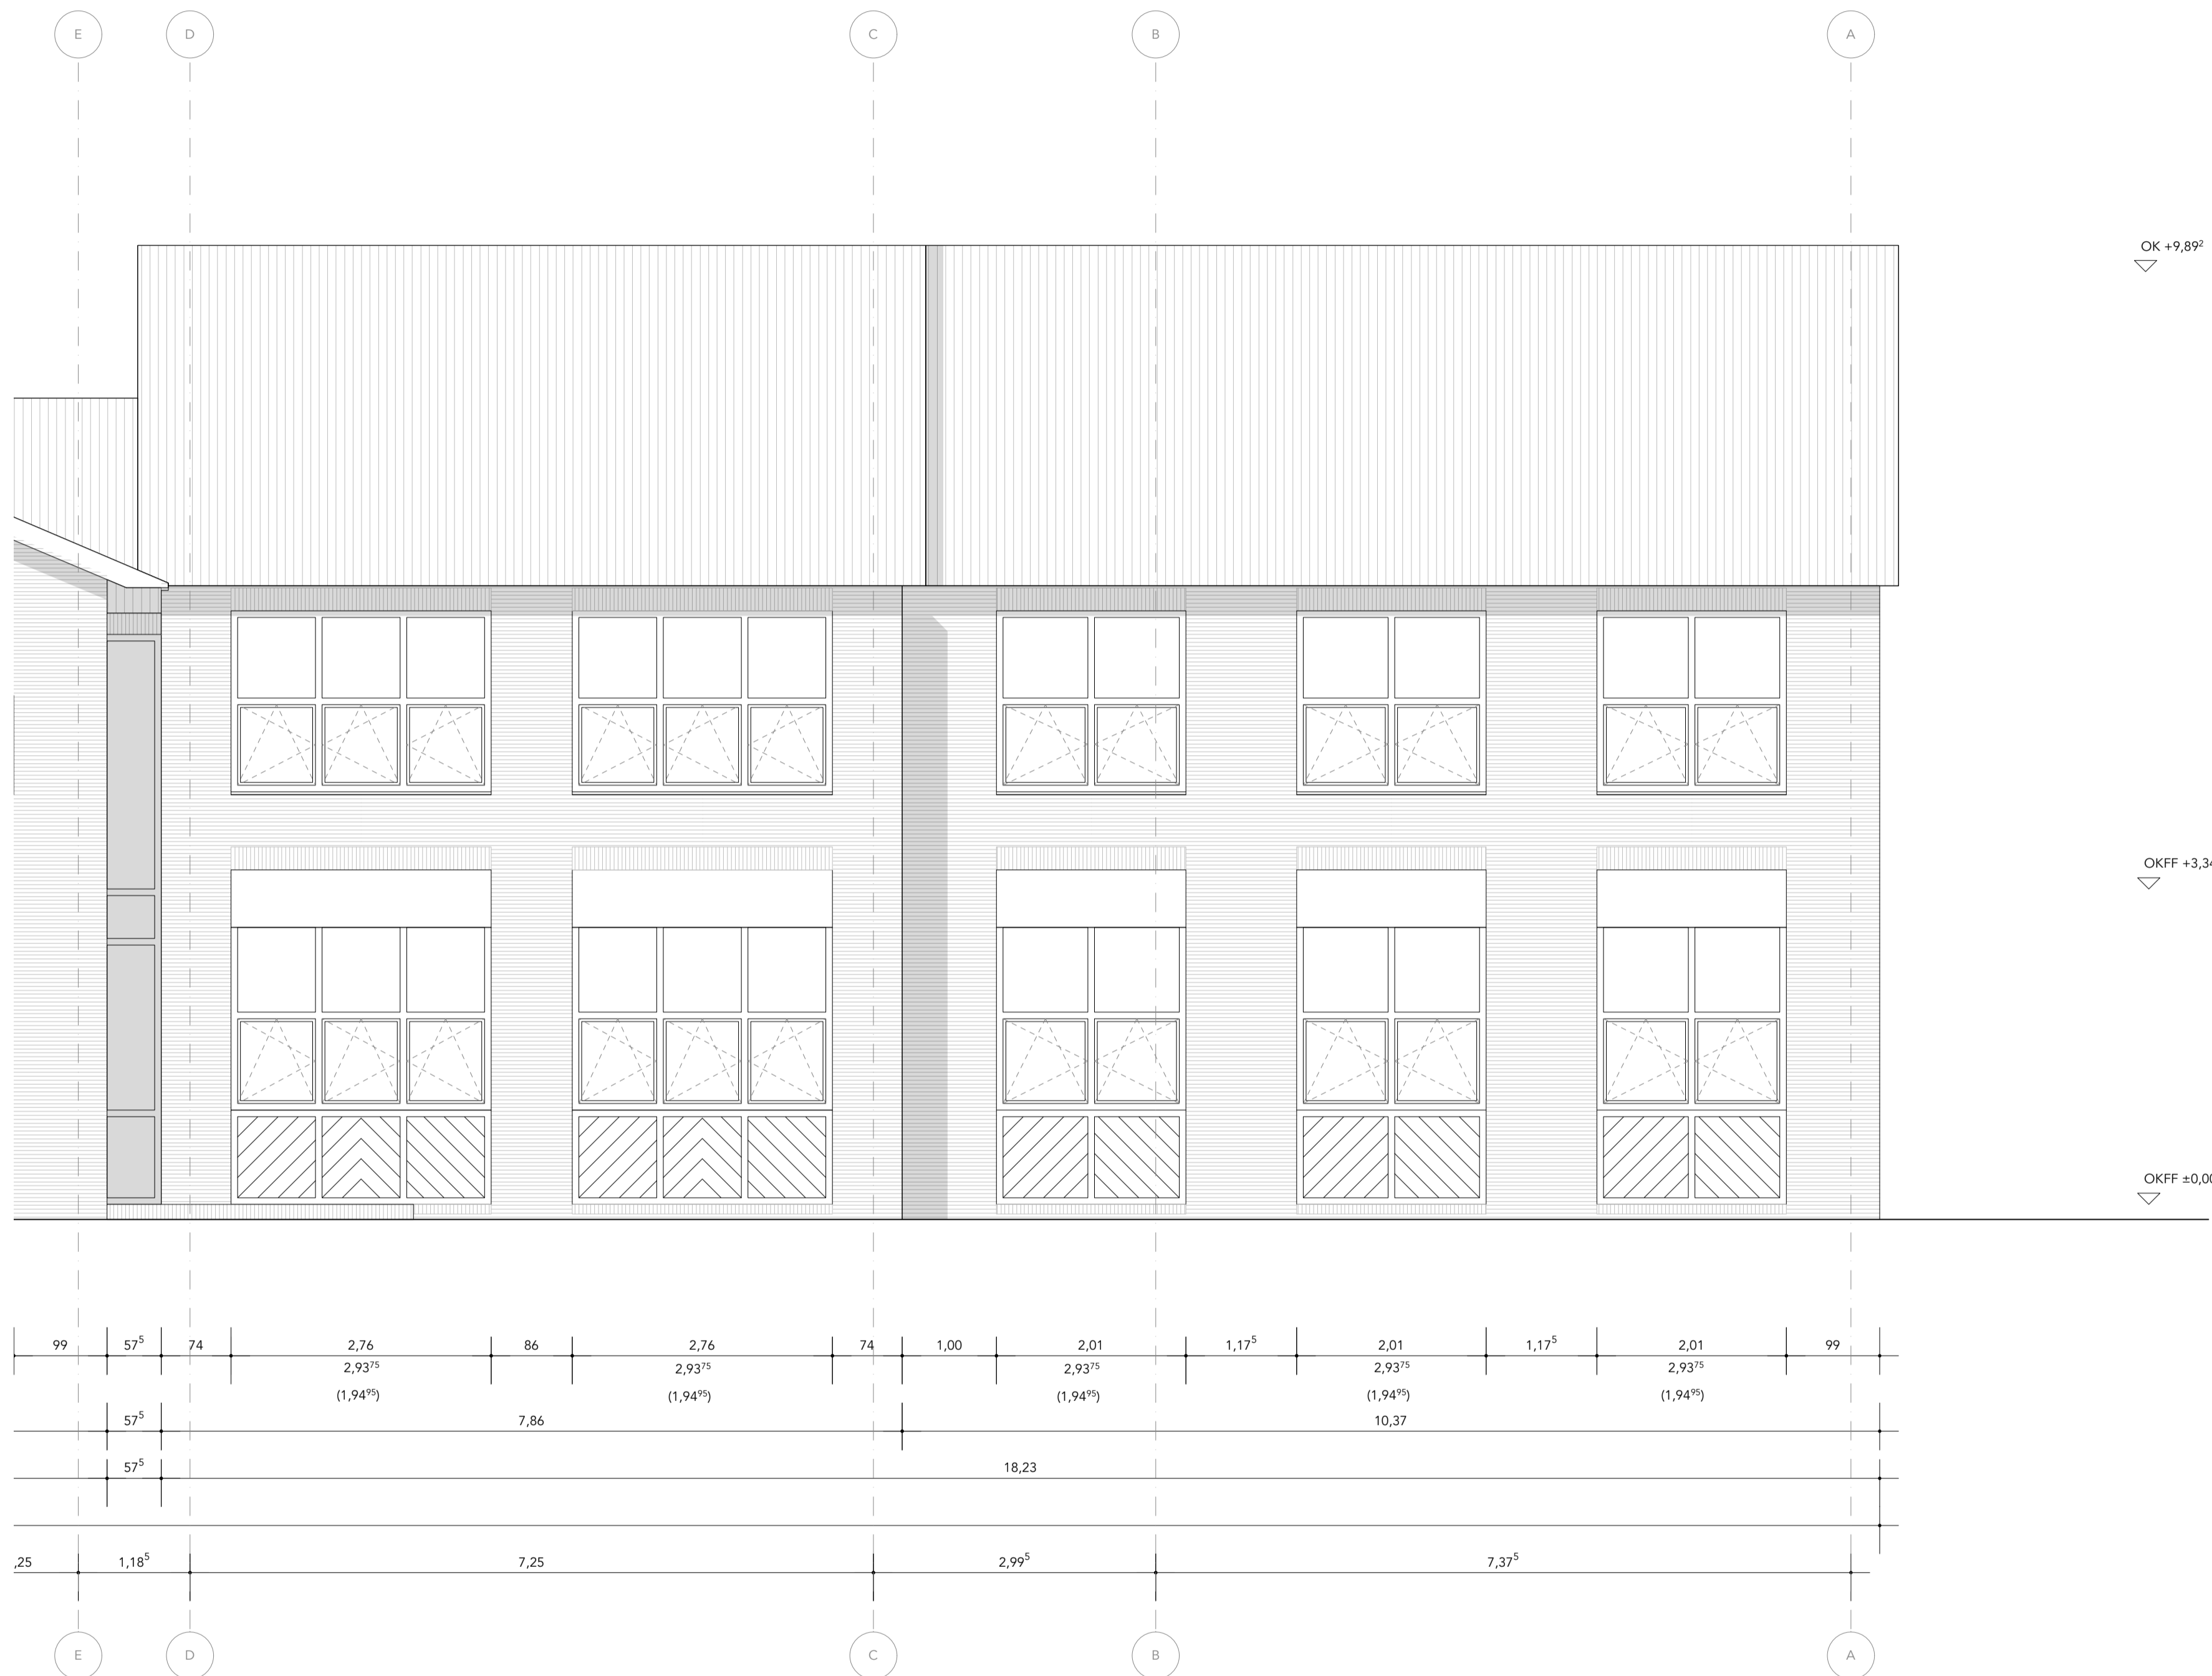 E D C B A
OK +9,89²
OKFF +3,34
OKFF ±0,00
99 57⁵ 74 2,76 86 2,76 74 1,00 2,01 1,17⁵ 2,01 1,17⁵ 2,01 99
2,93⁷⁵ 2,93⁷⁵ 2,93⁷⁵ 2,93⁷⁵ 2,93⁷⁵
(1,94⁹⁵) (1,94⁹⁵) (1,94⁹⁵) (1,94⁹⁵) (1,94⁹⁵)
57⁵ 7,86 10,37
57⁵ 18,23
,25 1,18⁵ 7,25 2,99⁵ 7,37⁵
E D C B A